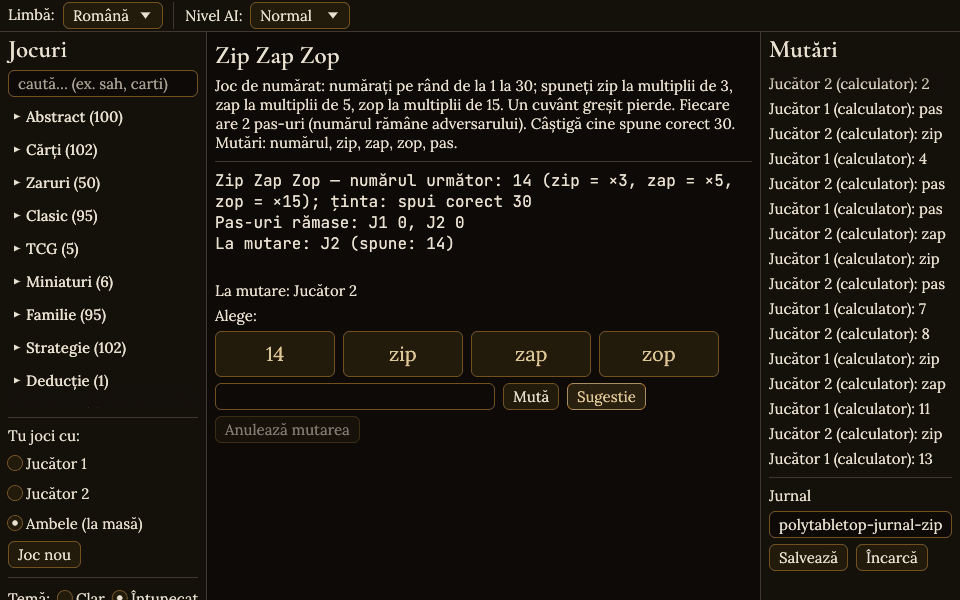 Limbă: Română ▼ Nivel AI: Normal ▼
Jocuri
caută... (ex. sah, carti)
▸ Abstract (100)
▸ Cărți (102)
▸ Zaruri (50)
▸ Clasic (95)
▸ TCG (5)
▸ Miniaturi (6)
▸ Familie (95)
▸ Strategie (102)
▸ Deducție (1)
Tu joci cu:
Jucător 1
Jucător 2
Ambele (la masă)
Joc nou
Temă: Clar Întunecat
Zip Zap Zop
Joc de numărat: numărați pe rând de la 1 la 30; spuneți zip la multiplii de 3,
zap la multiplii de 5, zop la multiplii de 15. Un cuvânt greșit pierde. Fiecare
are 2 pas-uri (numărul rămâne adversarului). Câștigă cine spune corect 30.
Mutări: numărul, zip, zap, zop, pas.
Zip Zap Zop — numărul următor: 14 (zip = ×3, zap = ×5,
zop = ×15); ținta: spui corect 30
Pas-uri rămase: J1 0, J2 0
La mutare: J2 (spune: 14)
La mutare: Jucător 2
Alege:
14 zip zap zop
Mută Sugestie
Anulează mutarea
Mutări
Jucător 2 (calculator): 2
Jucător 1 (calculator): pas
Jucător 2 (calculator): zip
Jucător 1 (calculator): 4
Jucător 2 (calculator): pas
Jucător 1 (calculator): pas
Jucător 2 (calculator): zap
Jucător 1 (calculator): zip
Jucător 2 (calculator): pas
Jucător 1 (calculator): 7
Jucător 2 (calculator): 8
Jucător 1 (calculator): zip
Jucător 2 (calculator): zap
Jucător 1 (calculator): 11
Jucător 2 (calculator): zip
Jucător 1 (calculator): 13
Jurnal
polytabletop-jurnal-zip
Salvează Încarcă